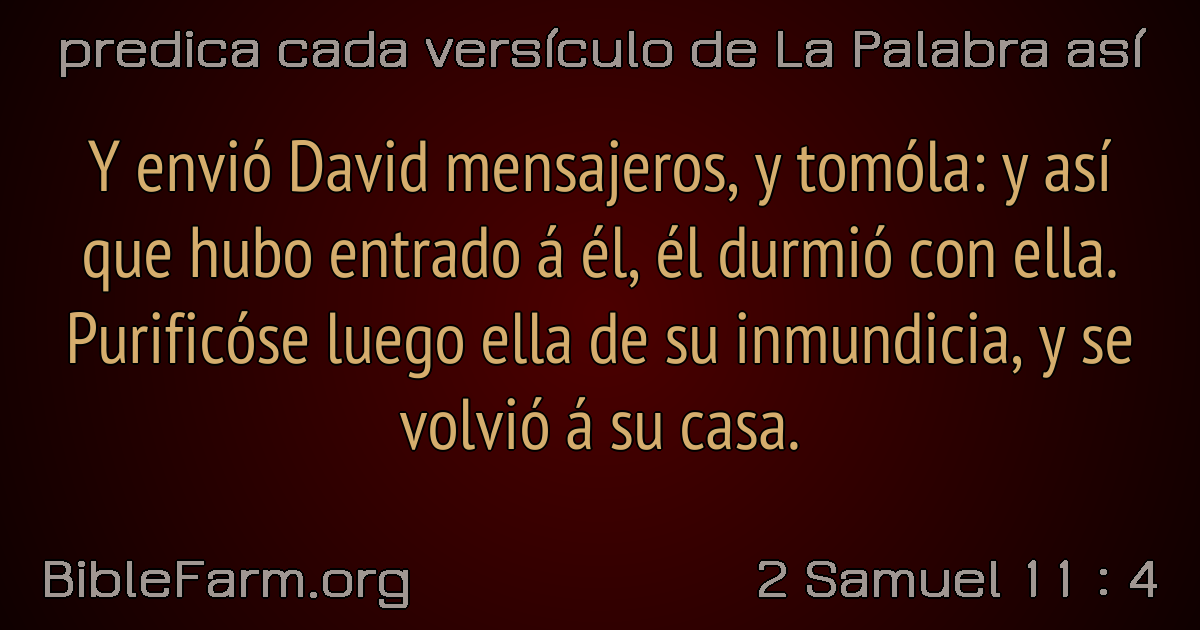 predica cada versículo de La Palabra así
Y envió David mensajeros, y tomóla: y así
que hubo entrado á él, él durmió con ella.
Purificóse luego ella de su inmundicia, y se
volvió á su casa.
BibleFarm.org
2 Samuel 11 : 4